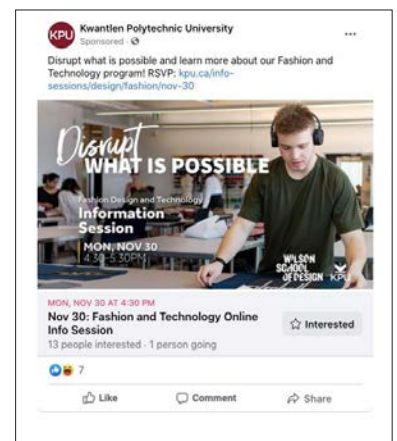 KPU
Kwantlen Polytechnic University
Sponsored ·
Disrupt what is possible and learn more about our Fashion and
Technology program! RSVP: kpu.ca/info-
sessions/design/fashion/nov-30
Disrupt
WHAT IS POSSIBLE
Fashion Design and Technology
Information
Session
MON, NOV 30
4:30-5:30PM
WILSON
SCHOOL
OF DESIGN
KPU
MON, NOV 30 AT 4:30 PM
Nov 30: Fashion and Technology Online
Info Session
Interested
13 people interested · 1 person going
7
Like
Comment
Share